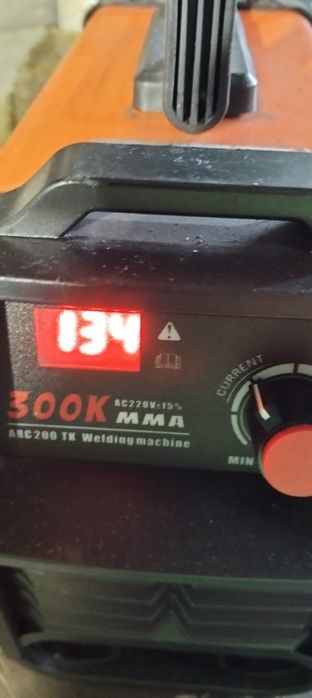 134
CURRENT
300K AC220V±15%
MMA
ARC200 TK Weldingmachine
MIN